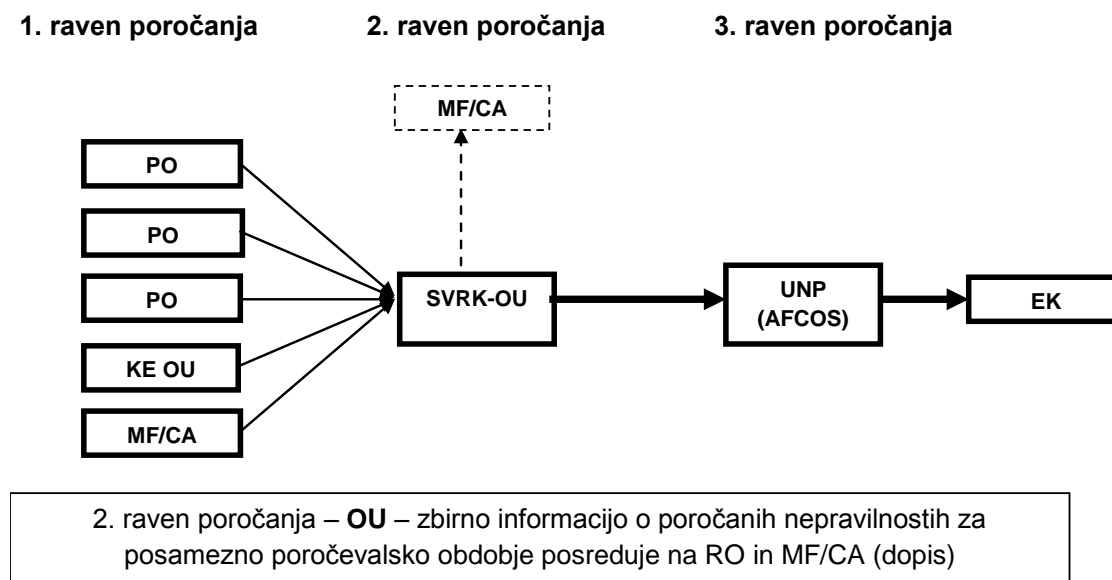 1. raven poročanja 2. raven poročanja 3. raven poročanja
MF/CA
PO
PO
PO
KE OU
MF/CA
SVRK-OU
UNP
(AFCOS)
EK
2. raven poročanja – OU – zbirno informacijo o poročanih nepravilnostih za
posamezno poročevalsko obdobje posreduje na RO in MF/CA (dopis)